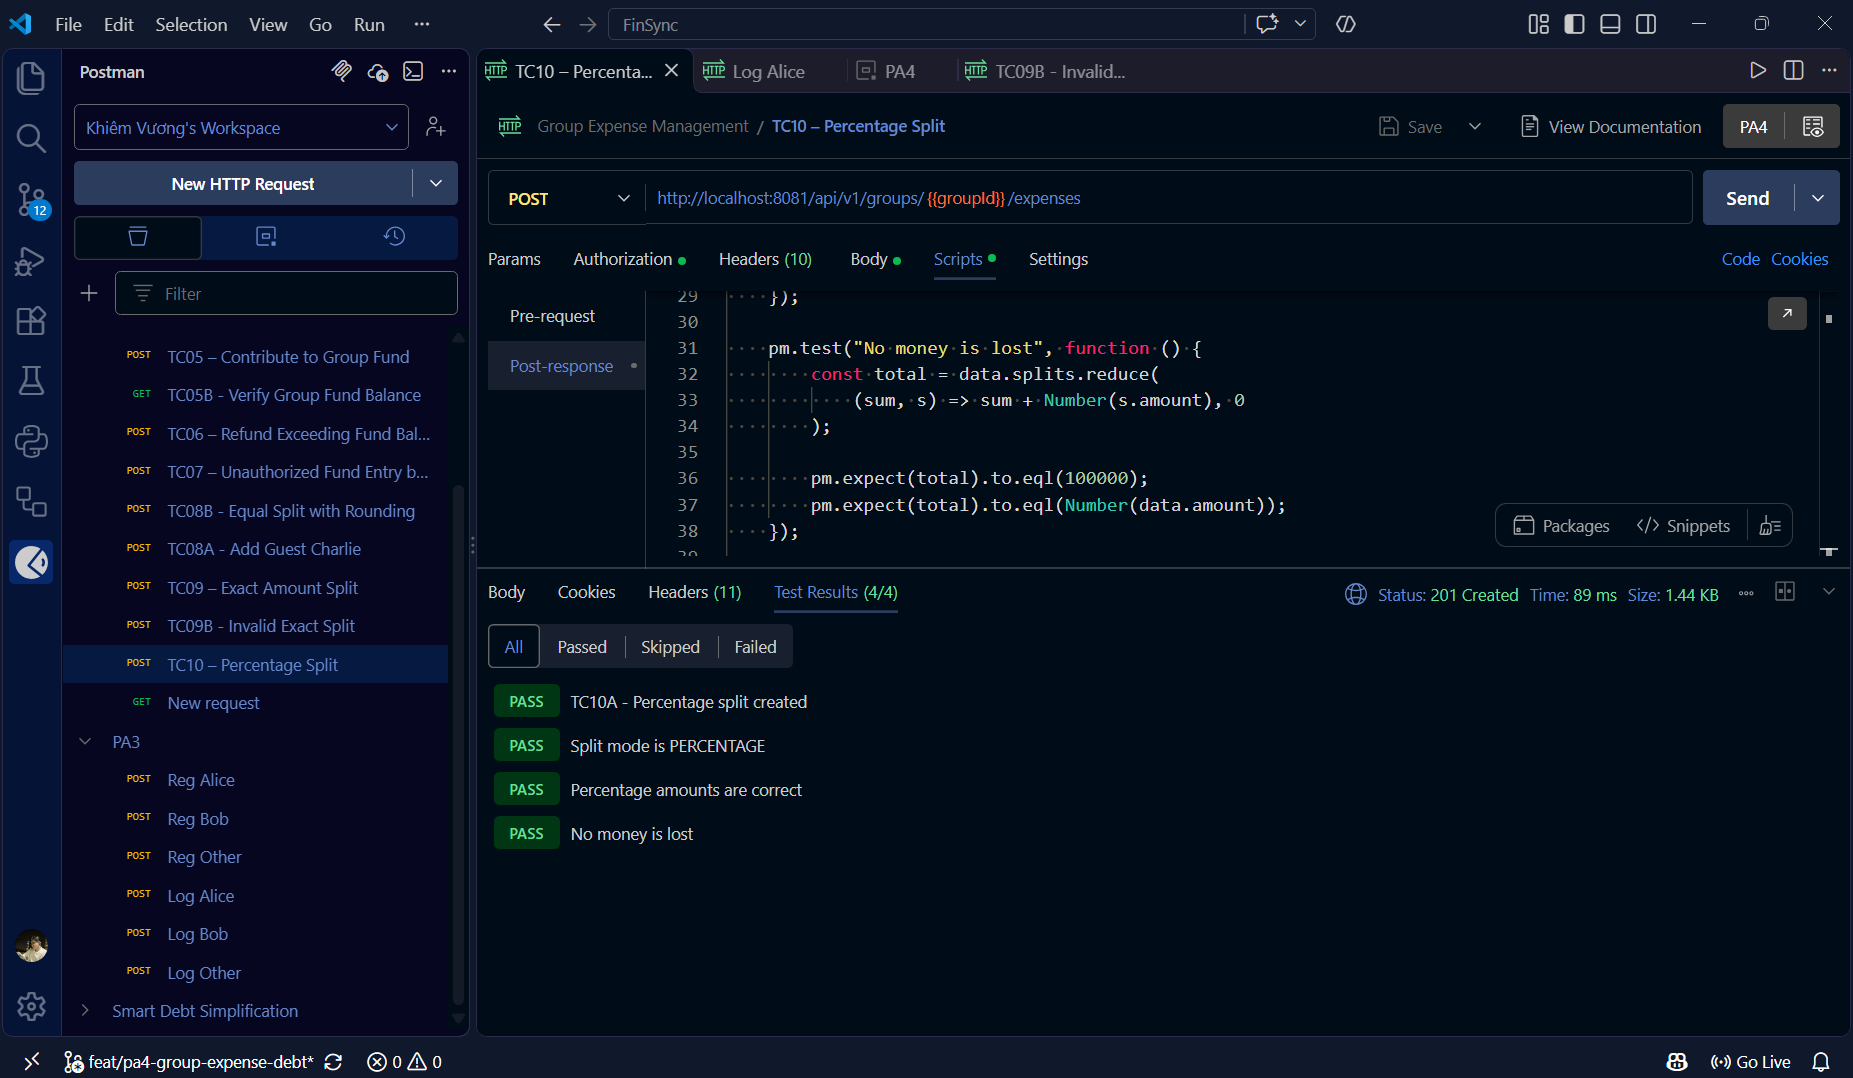 File Edit Selection View Go Run ···
FinSync
Postman
Khiêm Vương's Workspace
New HTTP Request
12
Filter
POST TC05 – Contribute to Group Fund
GET TC05B - Verify Group Fund Balance
POST TC06 – Refund Exceeding Fund Bal...
POST TC07 – Unauthorized Fund Entry b...
POST TC08B - Equal Split with Rounding
POST TC08A - Add Guest Charlie
POST TC09 – Exact Amount Split
POST TC09B - Invalid Exact Split
POST TC10 – Percentage Split
GET New request
PA3
POST Reg Alice
POST Reg Bob
POST Reg Other
POST Log Alice
POST Log Bob
POST Log Other
Smart Debt Simplification
HTTP TC10 – Percenta... HTTP Log Alice PA4 HTTP TC09B - Invalid...
HTTP Group Expense Management / TC10 – Percentage Split Save View Documentation PA4
POST http://localhost:8081/api/v1/groups/{{groupId}}/expenses Send
Params Authorization Headers (10) Body Scripts Settings Code Cookies
Pre-request
Post-response
29 });
30
31 pm.test("No money is lost", function () {
32 const total = data.splits.reduce(
33 (sum, s) => sum + Number(s.amount), 0
34 );
35
36 pm.expect(total).to.eql(100000);
37 pm.expect(total).to.eql(Number(data.amount));
38 });
39
Packages </> Snippets
Body Cookies Headers (11) Test Results (4/4) Status: 201 Created Time: 89 ms Size: 1.44 KB
All Passed Skipped Failed
PASS TC10A - Percentage split created
PASS Split mode is PERCENTAGE
PASS Percentage amounts are correct
PASS No money is lost
feat/pa4-group-expense-debt* 0 0 Go Live